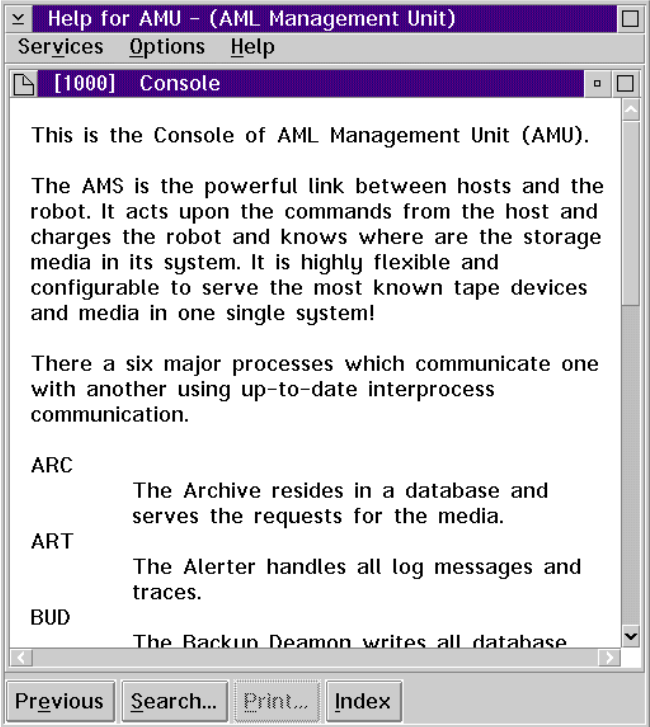 Help for AMU - (AML Management Unit)
Services Options Help
[1000] Console
This is the Console of AML Management Unit (AMU).
The AMS is the powerful link between hosts and the
robot. It acts upon the commands from the host and
charges the robot and knows where are the storage
media in its system. It is highly flexible and
configurable to serve the most known tape devices
and media in one single system!
There a six major processes which communicate one
with another using up-to-date interprocess
communication.
ARC
The Archive resides in a database and
serves the requests for the media.
ART
The Alerter handles all log messages and
traces.
BUD
The Backup Deamon writes all database
Previous Search... Print... Index